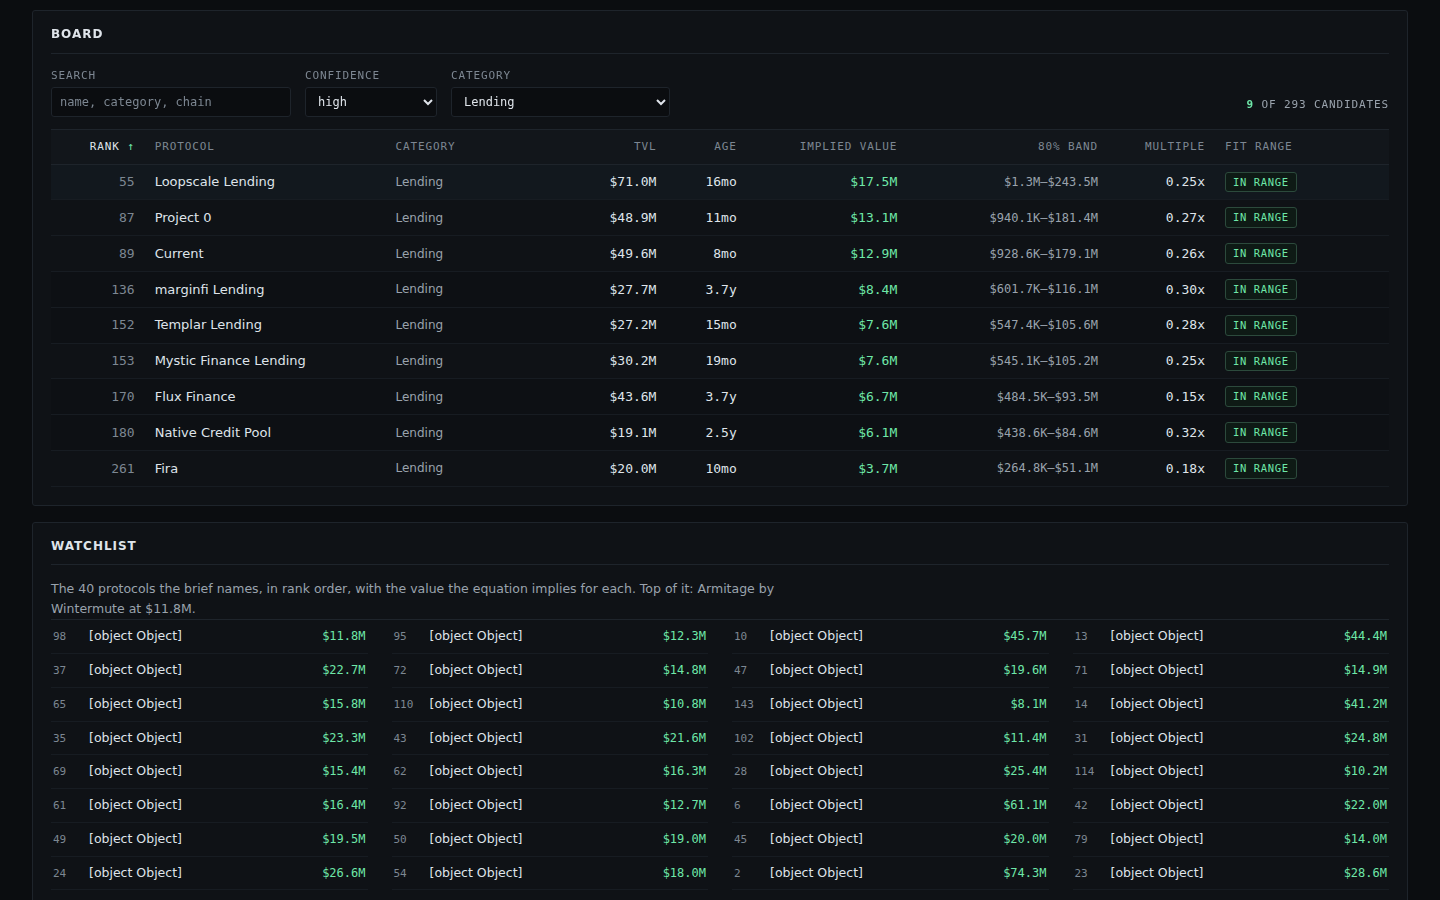 BOARD
SEARCH CONFIDENCE CATEGORY
name, category, chain high Lending 9 OF 293 CANDIDATES
RANK ↑ PROTOCOL CATEGORY TVL AGE IMPLIED VALUE 80% BAND MULTIPLE FIT RANGE
55 Loopscale Lending Lending $71.0M 16mo $17.5M $1.3M–$243.5M 0.25x IN RANGE
87 Project 0 Lending $48.9M 11mo $13.1M $940.1K–$181.4M 0.27x IN RANGE
89 Current Lending $49.6M 8mo $12.9M $928.6K–$179.1M 0.26x IN RANGE
136 marginfi Lending Lending $27.7M 3.7y $8.4M $601.7K–$116.1M 0.30x IN RANGE
152 Templar Lending Lending $27.2M 15mo $7.6M $547.4K–$105.6M 0.28x IN RANGE
153 Mystic Finance Lending Lending $30.2M 19mo $7.6M $545.1K–$105.2M 0.25x IN RANGE
170 Flux Finance Lending $43.6M 3.7y $6.7M $484.5K–$93.5M 0.15x IN RANGE
180 Native Credit Pool Lending $19.1M 2.5y $6.1M $438.6K–$84.6M 0.32x IN RANGE
261 Fira Lending $20.0M 10mo $3.7M $264.8K–$51.1M 0.18x IN RANGE
WATCHLIST
The 40 protocols the brief names, in rank order, with the value the equation implies for each. Top of it: Armitage by
Wintermute at $11.8M.
98 [object Object] $11.8M 95 [object Object] $12.3M 10 [object Object] $45.7M 13 [object Object] $44.4M
37 [object Object] $22.7M 72 [object Object] $14.8M 47 [object Object] $19.6M 71 [object Object] $14.9M
65 [object Object] $15.8M 110 [object Object] $10.8M 143 [object Object] $8.1M 14 [object Object] $41.2M
35 [object Object] $23.3M 43 [object Object] $21.6M 102 [object Object] $11.4M 31 [object Object] $24.8M
69 [object Object] $15.4M 62 [object Object] $16.3M 28 [object Object] $25.4M 114 [object Object] $10.2M
61 [object Object] $16.4M 92 [object Object] $12.7M 6 [object Object] $61.1M 42 [object Object] $22.0M
49 [object Object] $19.5M 50 [object Object] $19.0M 45 [object Object] $20.0M 79 [object Object] $14.0M
24 [object Object] $26.6M 54 [object Object] $18.0M 2 [object Object] $74.3M 23 [object Object] $28.6M